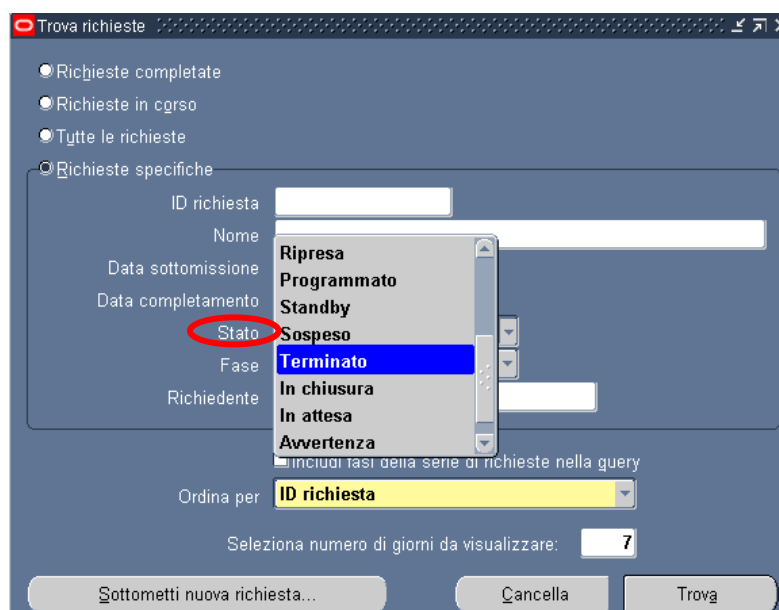 Trova richieste
Richieste completate
Richieste in corso
Tutte le richieste
Richieste specifiche
ID richiesta
Nome
Data sottomissione
Data completamento
Stato
Fase
Richiedente
Ripresa
Programmato
Standby
Sospeso
Terminato
In chiusura
In attesa
Avvertenza
Includi fasi della serie di richieste nella query
Ordina per ID richiesta
Seleziona numero di giorni da visualizzare: 7
Sottometti nuova richiesta... Cancella Trova